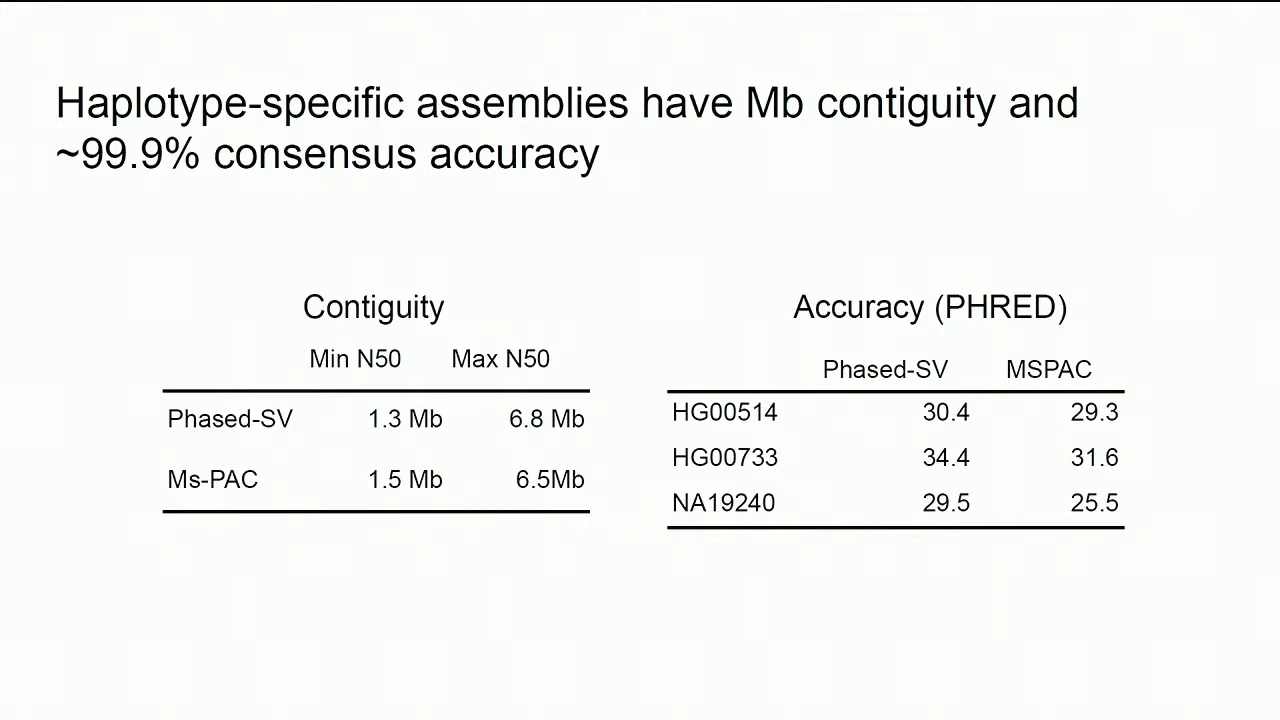 Haplotype-specific assemblies have Mb contiguity and
~99.9% consensus accuracy
Contiguity
Min N50 Max N50
Phased-SV 1.3 Mb 6.8 Mb
Ms-PAC 1.5 Mb 6.5Mb
Accuracy (PHRED)
Phased-SV MSPAC
HG00514 30.4 29.3
HG00733 34.4 31.6
NA19240 29.5 25.5